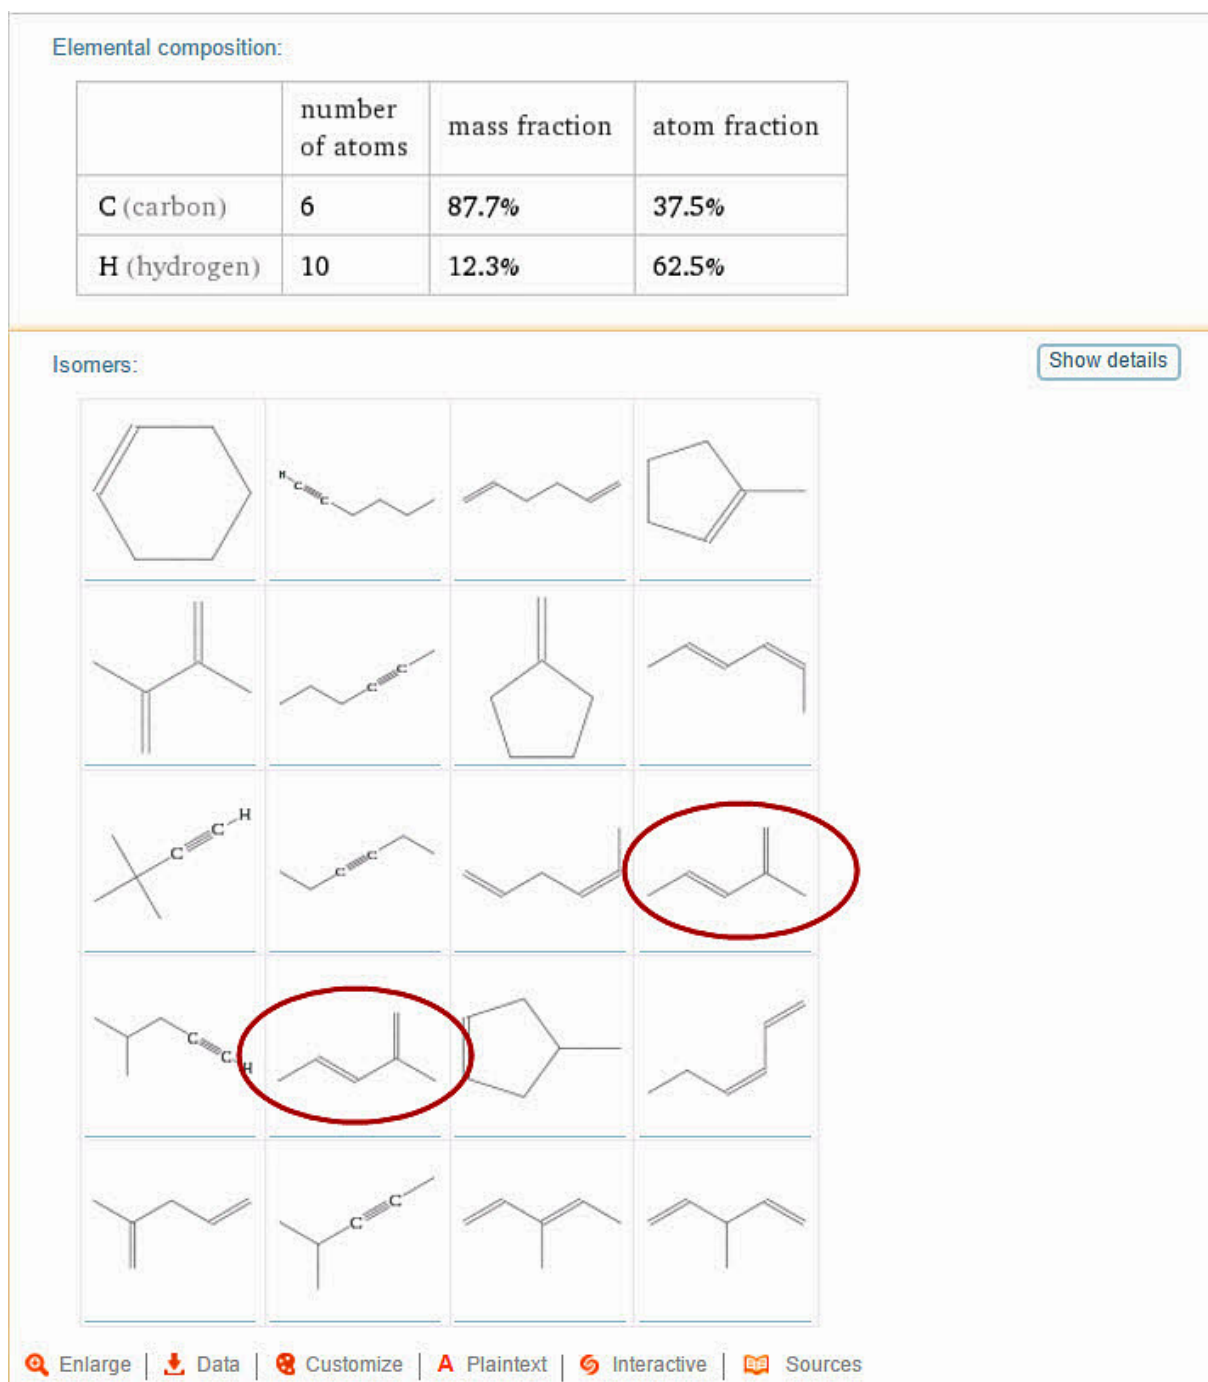 Elemental composition:
number of atoms mass fraction atom fraction
C (carbon) 6 87.7% 37.5%
H (hydrogen) 10 12.3% 62.5%
Isomers: Show details
H C C
C C
C C H
C C
C C H
C C
Enlarge | Data | Customize | A Plaintext | Interactive | Sources